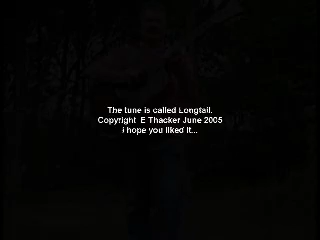 The tune is called Longtail.
Copyright E Thacker June 2005
i hope you liked it...